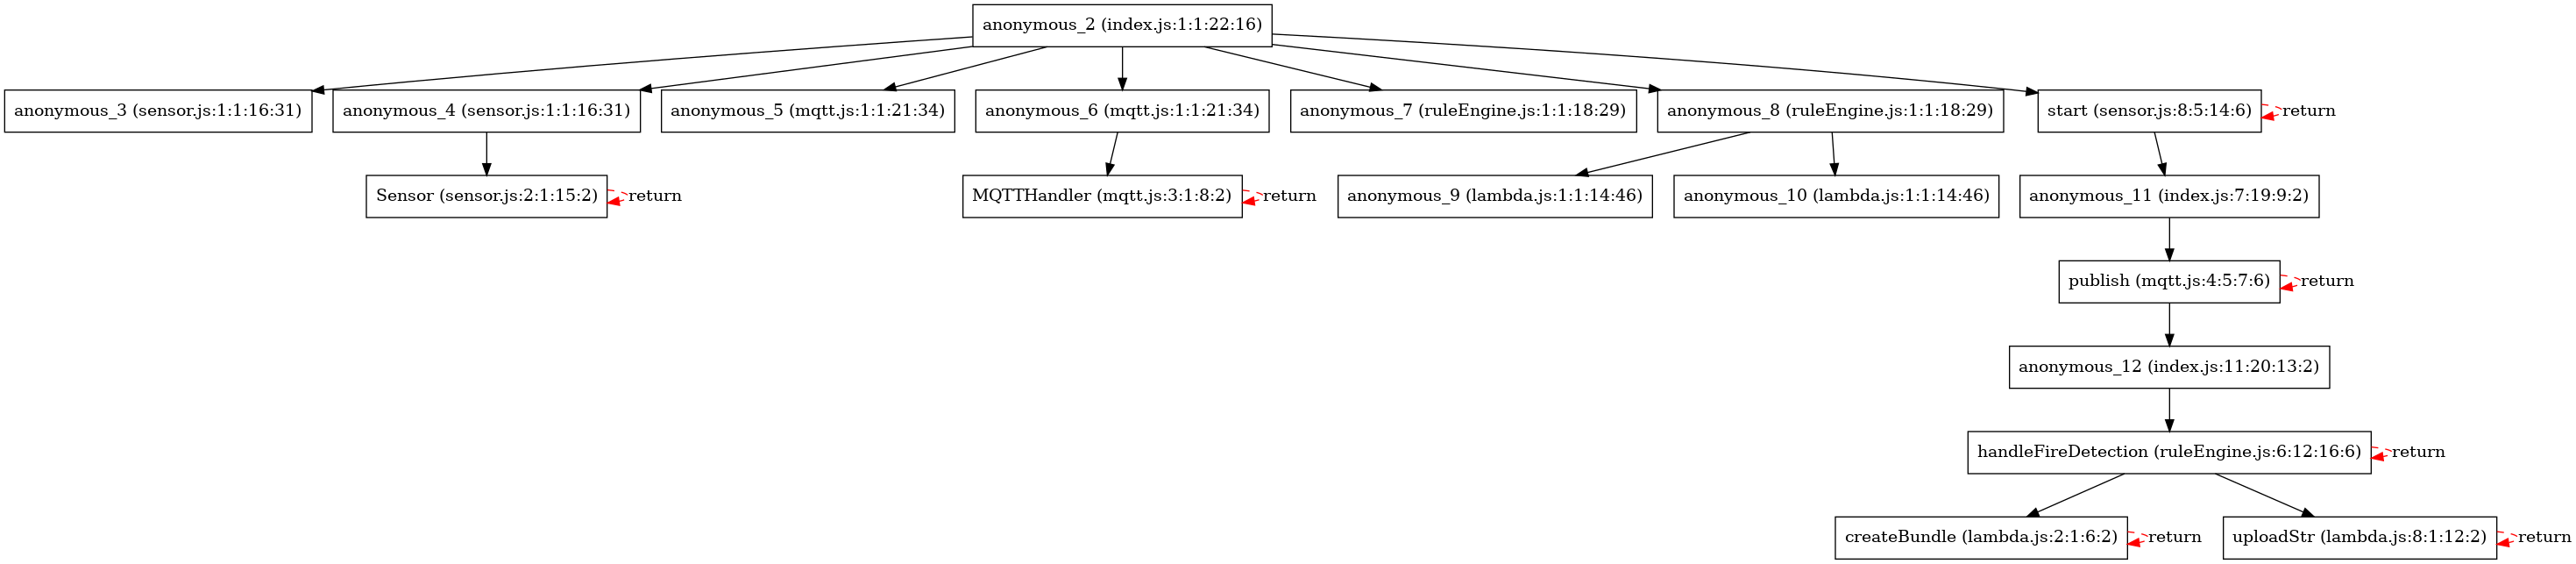 anonymous_2 (index.js:1:1:22:16)
anonymous_3 (sensor.js:1:1:16:31)
anonymous_4 (sensor.js:1:1:16:31)
anonymous_5 (mqtt.js:1:1:21:34)
anonymous_6 (mqtt.js:1:1:21:34)
anonymous_7 (ruleEngine.js:1:1:18:29)
anonymous_8 (ruleEngine.js:1:1:18:29)
start (sensor.js:8:5:14:6)
return
Sensor (sensor.js:2:1:15:2)
return
MQTTHandler (mqtt.js:3:1:8:2)
return
anonymous_9 (lambda.js:1:1:14:46)
anonymous_10 (lambda.js:1:1:14:46)
anonymous_11 (index.js:7:19:9:2)
publish (mqtt.js:4:5:7:6)
return
anonymous_12 (index.js:11:20:13:2)
handleFireDetection (ruleEngine.js:6:12:16:6)
return
createBundle (lambda.js:2:1:6:2)
return
uploadStr (lambda.js:8:1:12:2)
return